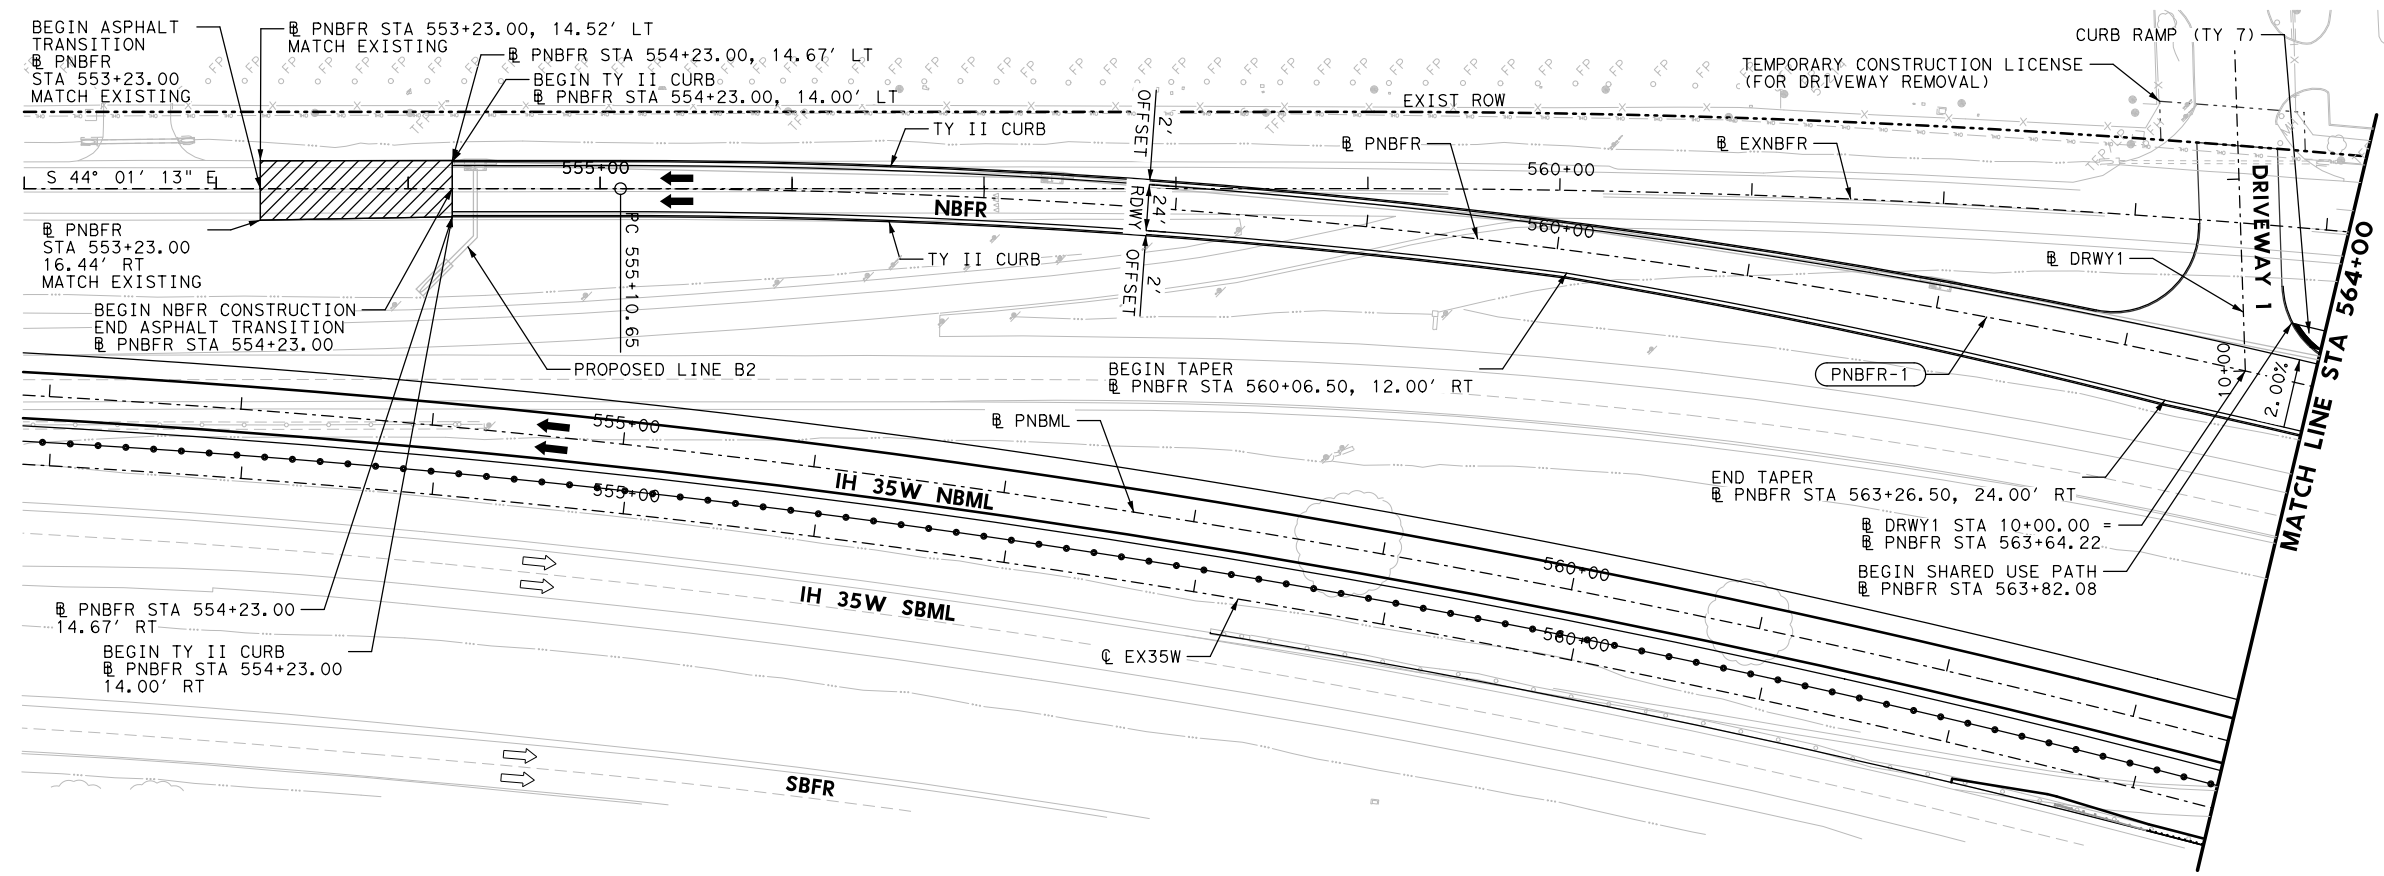 BEGIN ASPHALT
TRANSITION
℄ PNBFR
STA 553+23.00
MATCH EXISTING
℄ PNBFR STA 553+23.00, 14.52' LT
MATCH EXISTING
℄ PNBFR STA 554+23.00, 14.67' LT
BEGIN TY II CURB
℄ PNBFR STA 554+23.00, 14.00' LT
EXIST ROW
TEMPORARY CONSTRUCTION LICENSE
(FOR DRIVEWAY REMOVAL)
CURB RAMP (TY 7)
TY II CURB
2'
OFFSET
℄ PNBFR
℄ EXNBFR
S 44° 01' 13" E
555+00
560+00
NBFR
24'
RDWY
560+00
DRIVEWAY 1
℄ PNBFR
STA 553+23.00
16.44' RT
MATCH EXISTING
PC 555+10.65
TY II CURB
2'
OFFSET
℄ DRWY1
MATCH LINE STA 564+00
BEGIN NBFR CONSTRUCTION
END ASPHALT TRANSITION
℄ PNBFR STA 554+23.00
PROPOSED LINE B2
BEGIN TAPER
℄ PNBFR STA 560+06.50, 12.00' RT
PNBFR-1
10+00
2.00%
555+00
℄ PNBML
555+00
IH 35W NBML
END TAPER
℄ PNBFR STA 563+26.50, 24.00' RT
℄ DRWY1 STA 10+00.00 =
℄ PNBFR STA 563+64.22
BEGIN SHARED USE PATH
℄ PNBFR STA 563+82.08
560+00
IH 35W SBML
℄ PNBFR STA 554+23.00
14.67' RT
560+00
℄ EX35W
BEGIN TY II CURB
℄ PNBFR STA 554+23.00
14.00' RT
SBFR